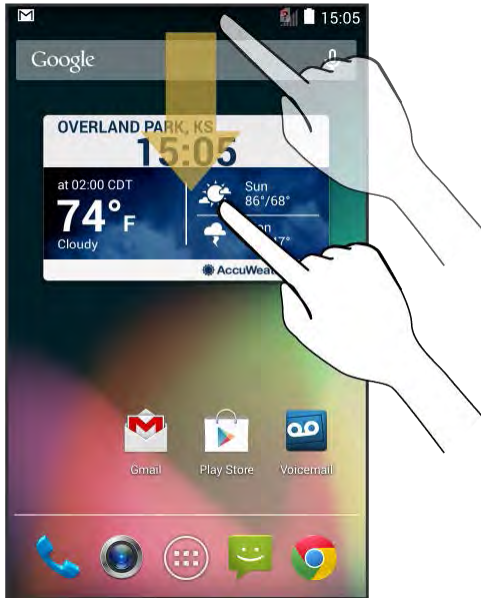 15:05
Google
OVERLAND PARK, KS
15:05
at 02:00 CDT
74°F
Cloudy
Sun
86°/68°
AccuWeat
Gmail
Play Store
Voicemail